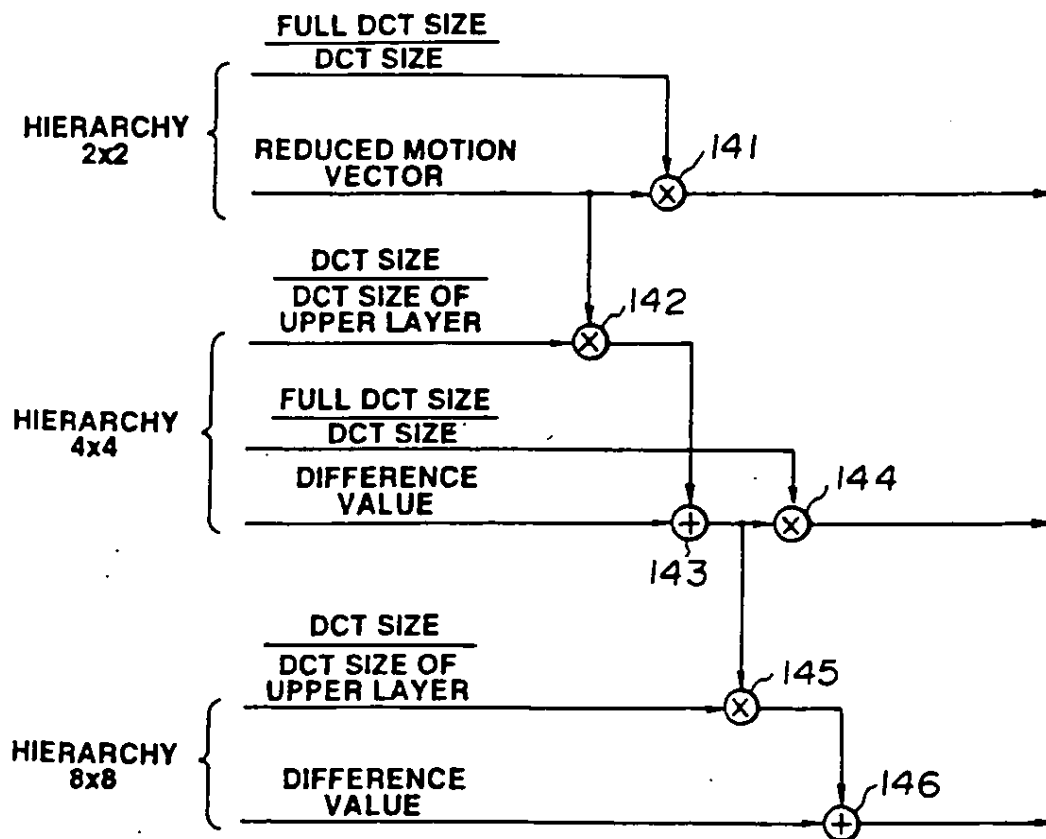 FULL DCT SIZE
DCT SIZE
HIERARCHY
2x2
REDUCED MOTION
VECTOR
141
DCT SIZE
DCT SIZE OF
UPPER LAYER
142
HIERARCHY
4x4
FULL DCT SIZE
DCT SIZE
DIFFERENCE
VALUE
144
143
DCT SIZE
DCT SIZE OF
UPPER LAYER
145
HIERARCHY
8x8
DIFFERENCE
VALUE
146